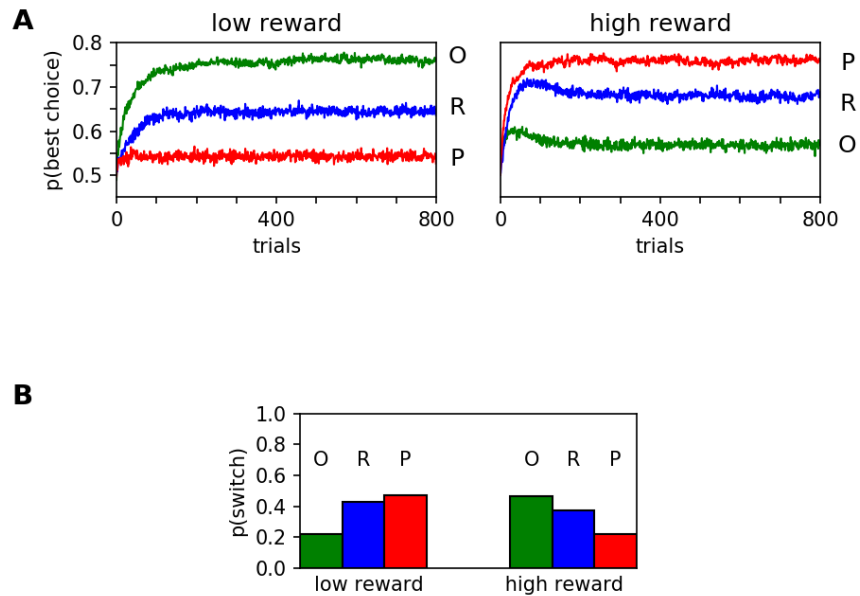 A
low reward
high reward
p(best choice)
0.8
0.7
0.6
0.5
O
R
P
P
R
O
0 400 800
0 400 800
trials
trials
B
p(switch)
1.0
0.8
0.6
0.4
0.2
0.0
O R P
O R P
low reward
high reward